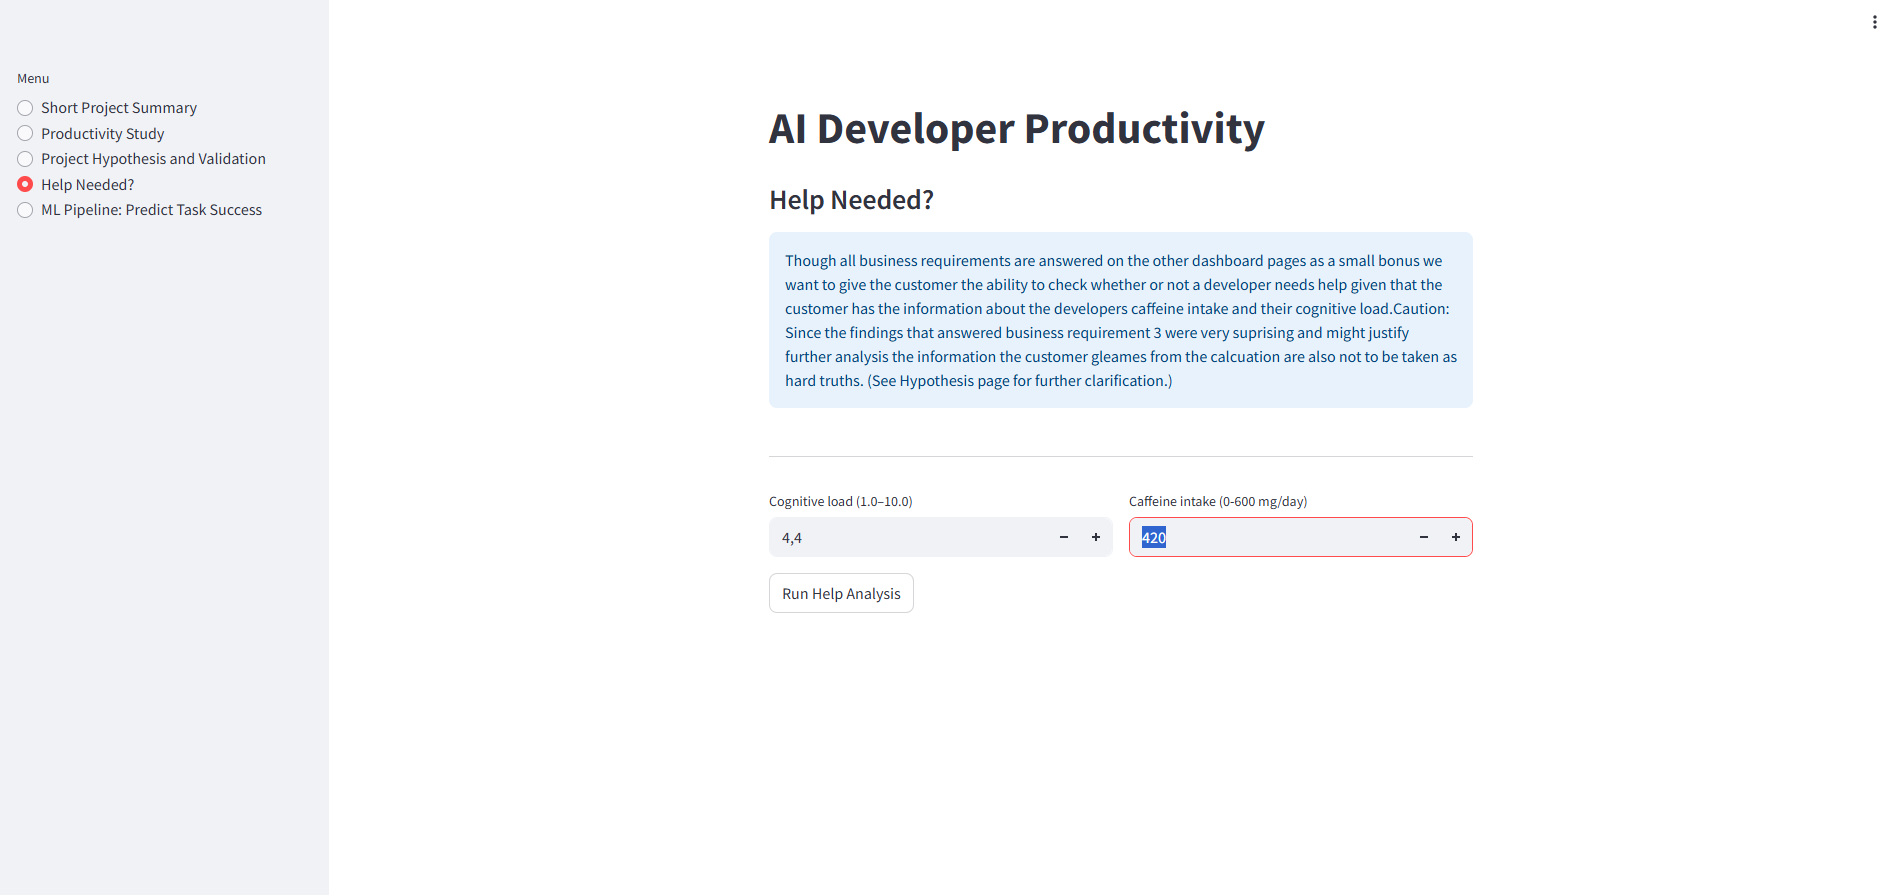 Menu
Short Project Summary
Productivity Study
Project Hypothesis and Validation
Help Needed?
ML Pipeline: Predict Task Success
AI Developer Productivity
Help Needed?
Though all business requirements are answered on the other dashboard pages as a small bonus we
want to give the customer the ability to check whether or not a developer needs help given that the
customer has the information about the developers caffeine intake and their cognitive load.Caution:
Since the findings that answered business requirement 3 were very suprising and might justify
further analysis the information the customer gleames from the calcuation are also not to be taken as
hard truths. (See Hypothesis page for further clarification.)
Cognitive load (1.0–10.0)
4,4
Caffeine intake (0-600 mg/day)
420
Run Help Analysis